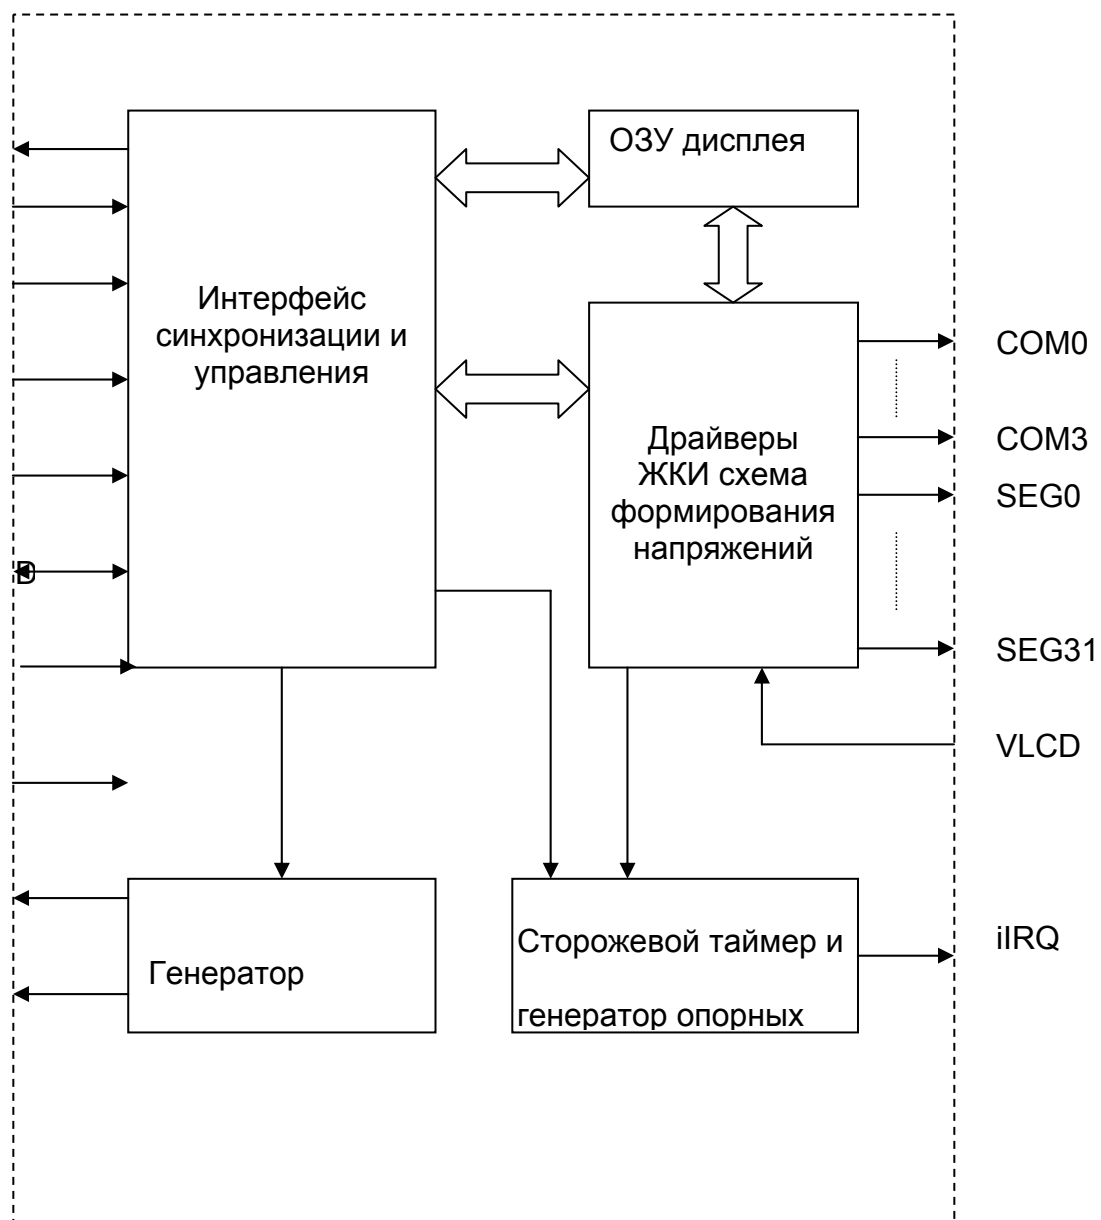 ОЗУ дисплея
Интерфейс
синхронизации и
управления
Драйверы
ЖКИ схема
формирования
напряжений
COM0
COM3
SEG0
SEG31
VLCD
D
Генератор
Сторожевой таймер и
генератор опорных
iIRQ